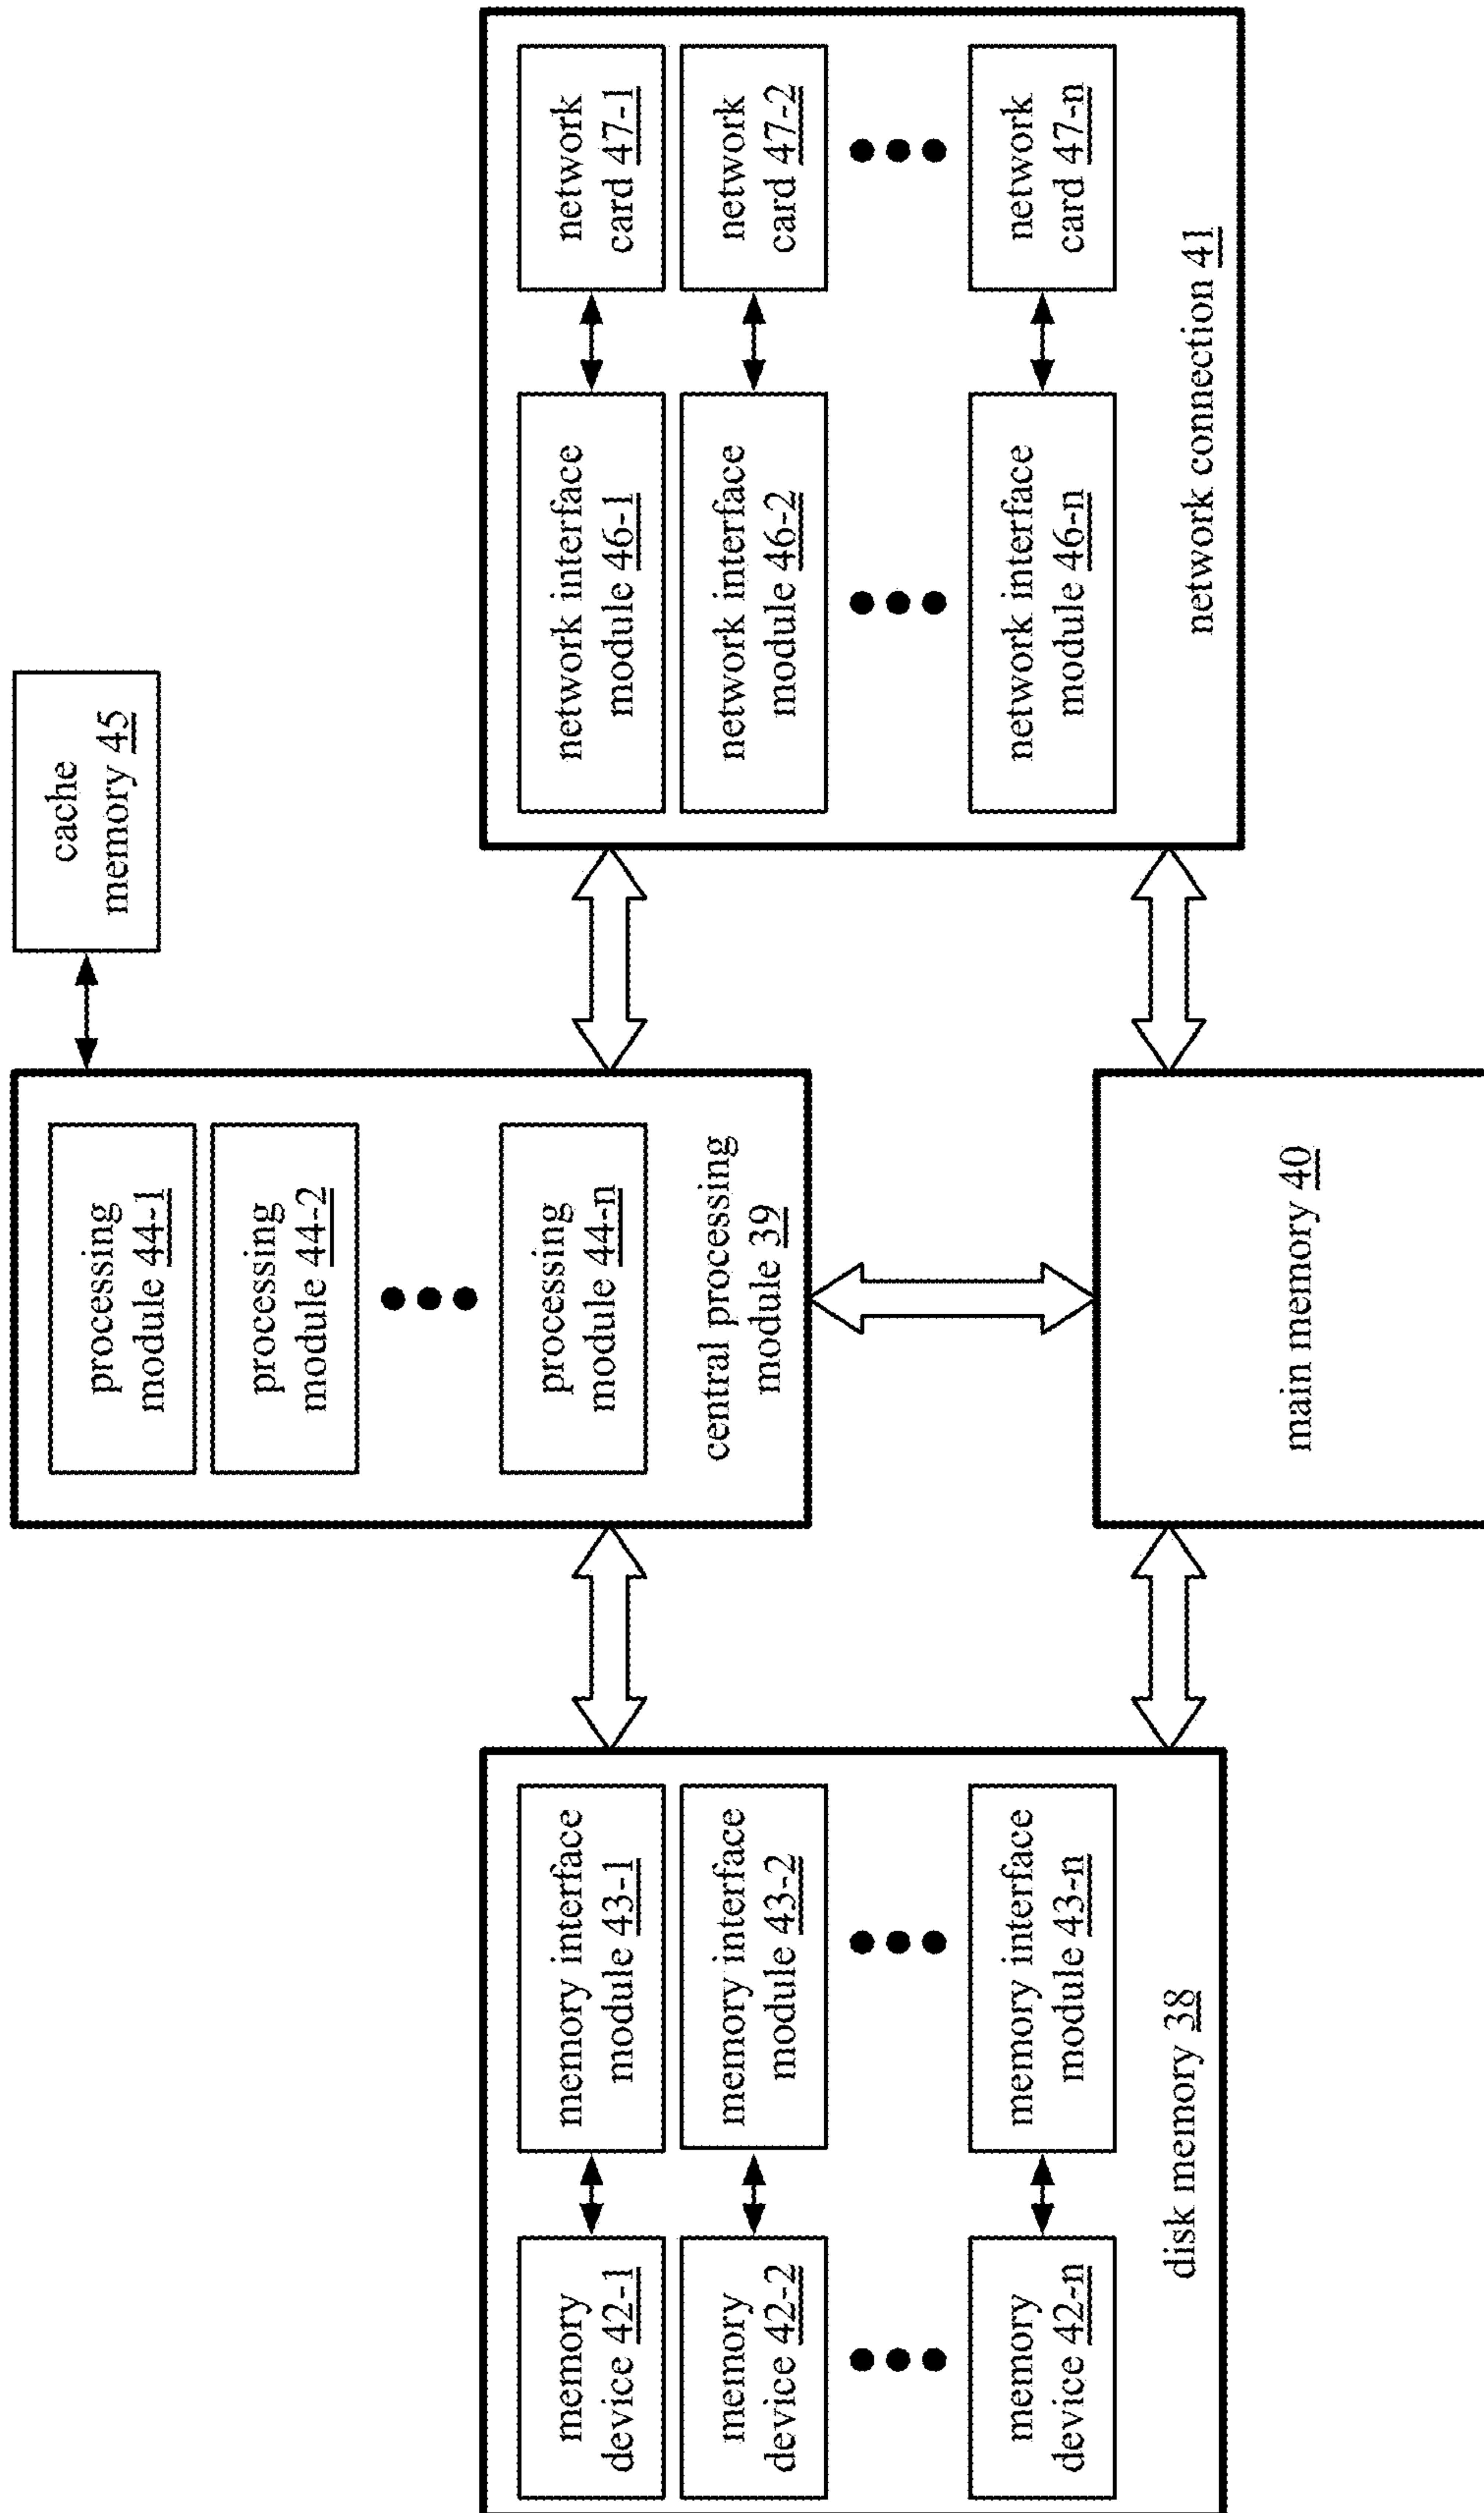 cache
memory 45
processing
module 44-1
processing
module 44-2
processing
module 44-n
central processing
module 39
memory
device 42-1
memory interface
module 43-1
memory
device 42-2
memory interface
module 43-2
memory
device 42-n
memory interface
module 43-n
disk memory 38
network interface
module 46-1
network
card 47-1
network interface
module 46-2
network
card 47-2
network interface
module 46-n
network
card 47-n
network connection 41
main memory 40